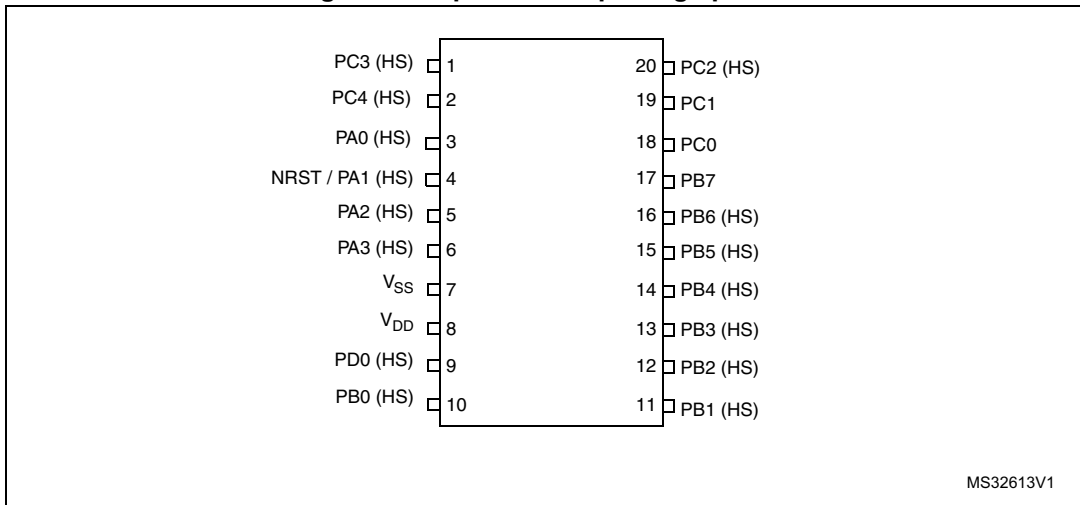 PC3 (HS) 1 20 PC2 (HS)
PC4 (HS) 2 19 PC1
PA0 (HS) 3 18 PC0
NRST / PA1 (HS) 4 17 PB7
PA2 (HS) 5 16 PB6 (HS)
PA3 (HS) 6 15 PB5 (HS)
VSS 7 14 PB4 (HS)
VDD 8 13 PB3 (HS)
PD0 (HS) 9 12 PB2 (HS)
PB0 (HS) 10 11 PB1 (HS)
MS32613V1